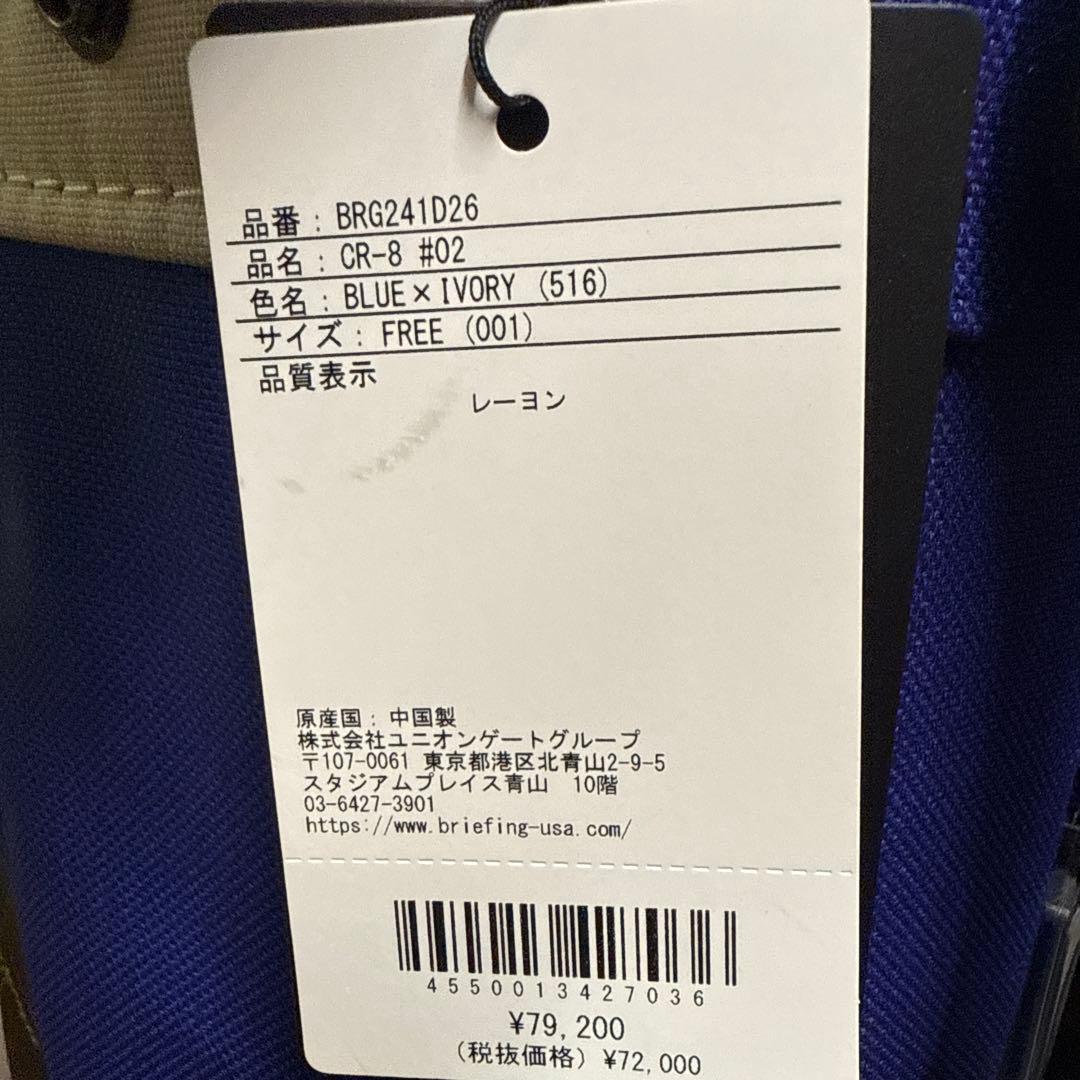 品番：BRG241D26
品名：CR-8 #02
色名：BLUE×IVORY (516)
サイズ：FREE (001)
品質表示
レーヨン
原産国：中国製
株式会社ユニオンゲートグループ
〒107-0061 東京都港区北青山2-9-5
スタジアムプレイス青山　10階
03-6427-3901
https://www.briefing-usa.com/
4550013427036
¥79,200
(税抜価格) ¥72,000